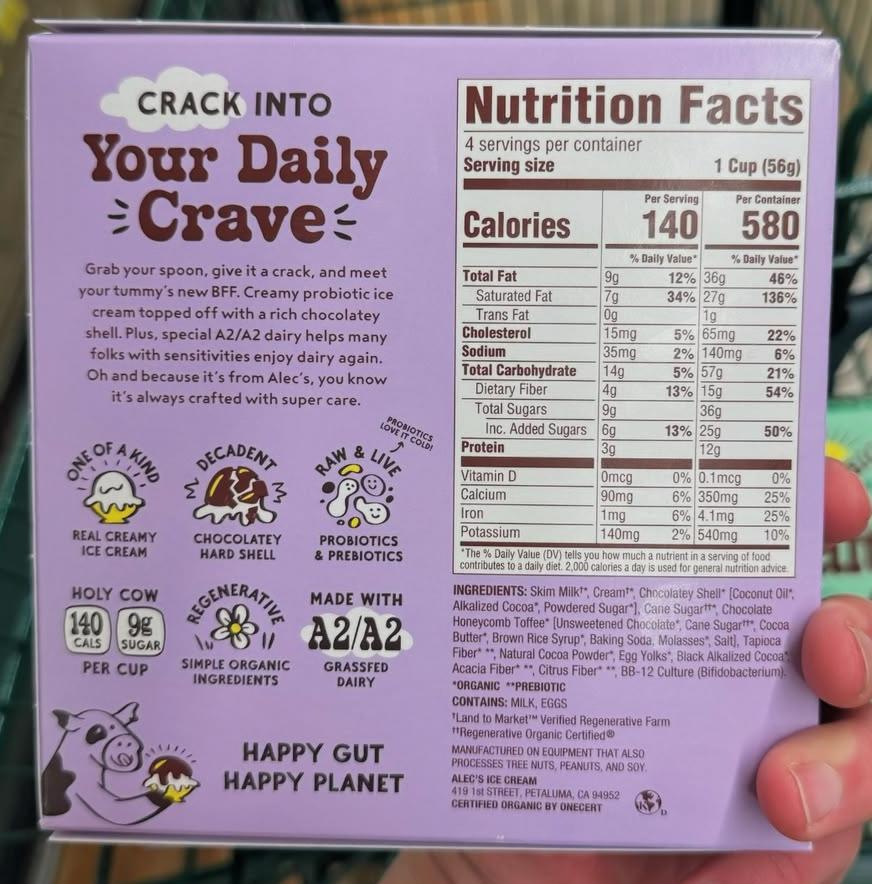 CRACK INTO
Your Daily
Crave
Grab your spoon, give it a crack, and meet
your tummy's new BFF. Creamy probiotic ice
cream topped off with a rich chocolatey
shell. Plus, special A2/A2 dairy helps many
folks with sensitivities enjoy dairy again.
Oh and because it's from Alec's, you know
it's always crafted with super care.
ONE OF A KIND
REAL CREAMY
ICE CREAM
DECADENT
CHOCOLATEY
HARD SHELL
PROBIOTICS
LOVE IT COLD!
RAW & LIVE
PROBIOTICS
& PREBIOTICS
HOLY COW
140 CALS 9g SUGAR
PER CUP
REGENERATIVE
SIMPLE ORGANIC
INGREDIENTS
MADE WITH
A2/A2
GRASSFED
DAIRY
HAPPY GUT
HAPPY PLANET
Nutrition Facts
4 servings per container
Serving size 1 Cup (56g)
Per Serving Per Container
Calories 140 580
% Daily Value* % Daily Value*
Total Fat 9g 12% 36g 46%
Saturated Fat 7g 34% 27g 136%
Trans Fat 0g 1g
Cholesterol 15mg 5% 65mg 22%
Sodium 35mg 2% 140mg 6%
Total Carbohydrate 14g 5% 57g 21%
Dietary Fiber 4g 13% 15g 54%
Total Sugars 9g 36g
Inc. Added Sugars 6g 13% 25g 50%
Protein 3g 12g
Vitamin D 0mcg 0% 0.1mcg 0%
Calcium 90mg 6% 350mg 25%
Iron 1mg 6% 4.1mg 25%
Potassium 140mg 2% 540mg 10%
*The % Daily Value (DV) tells you how much a nutrient in a serving of food
contributes to a daily diet. 2,000 calories a day is used for general nutrition advice.
INGREDIENTS: Skim Milk†*, Cream†*, Chocolatey Shell* [Coconut Oil*,
Alkalized Cocoa*, Powdered Sugar*], Cane Sugar††*, Chocolate
Honeycomb Toffee* [Unsweetened Chocolate*, Cane Sugar††*, Cocoa
Butter*, Brown Rice Syrup*, Baking Soda, Molasses*, Salt], Tapioca
Fiber* **, Natural Cocoa Powder*, Egg Yolks*, Black Alkalized Cocoa*,
Acacia Fiber* **, Citrus Fiber* **, BB-12 Culture (Bifidobacterium).
*ORGANIC **PREBIOTIC
CONTAINS: MILK, EGGS
†Land to Market™ Verified Regenerative Farm
††Regenerative Organic Certified®
MANUFACTURED ON EQUIPMENT THAT ALSO
PROCESSES TREE NUTS, PEANUTS, AND SOY.
ALEC'S ICE CREAM
419 1st STREET, PETALUMA, CA 94952
CERTIFIED ORGANIC BY ONECERT